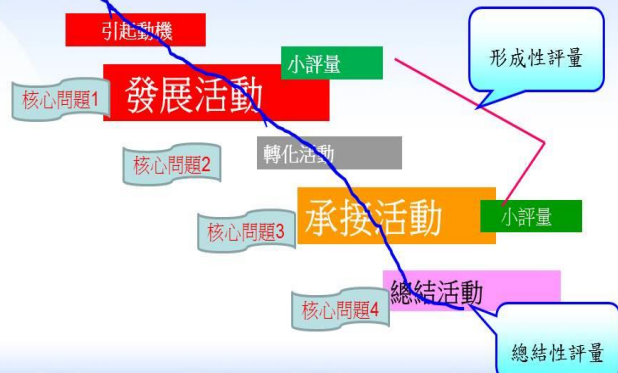 引起動機
小評量
形成性評量
核心問題1
發展活動
核心問題2
轉化活動
核心問題3
承接活動
小評量
核心問題4
總結活動
總結性評量